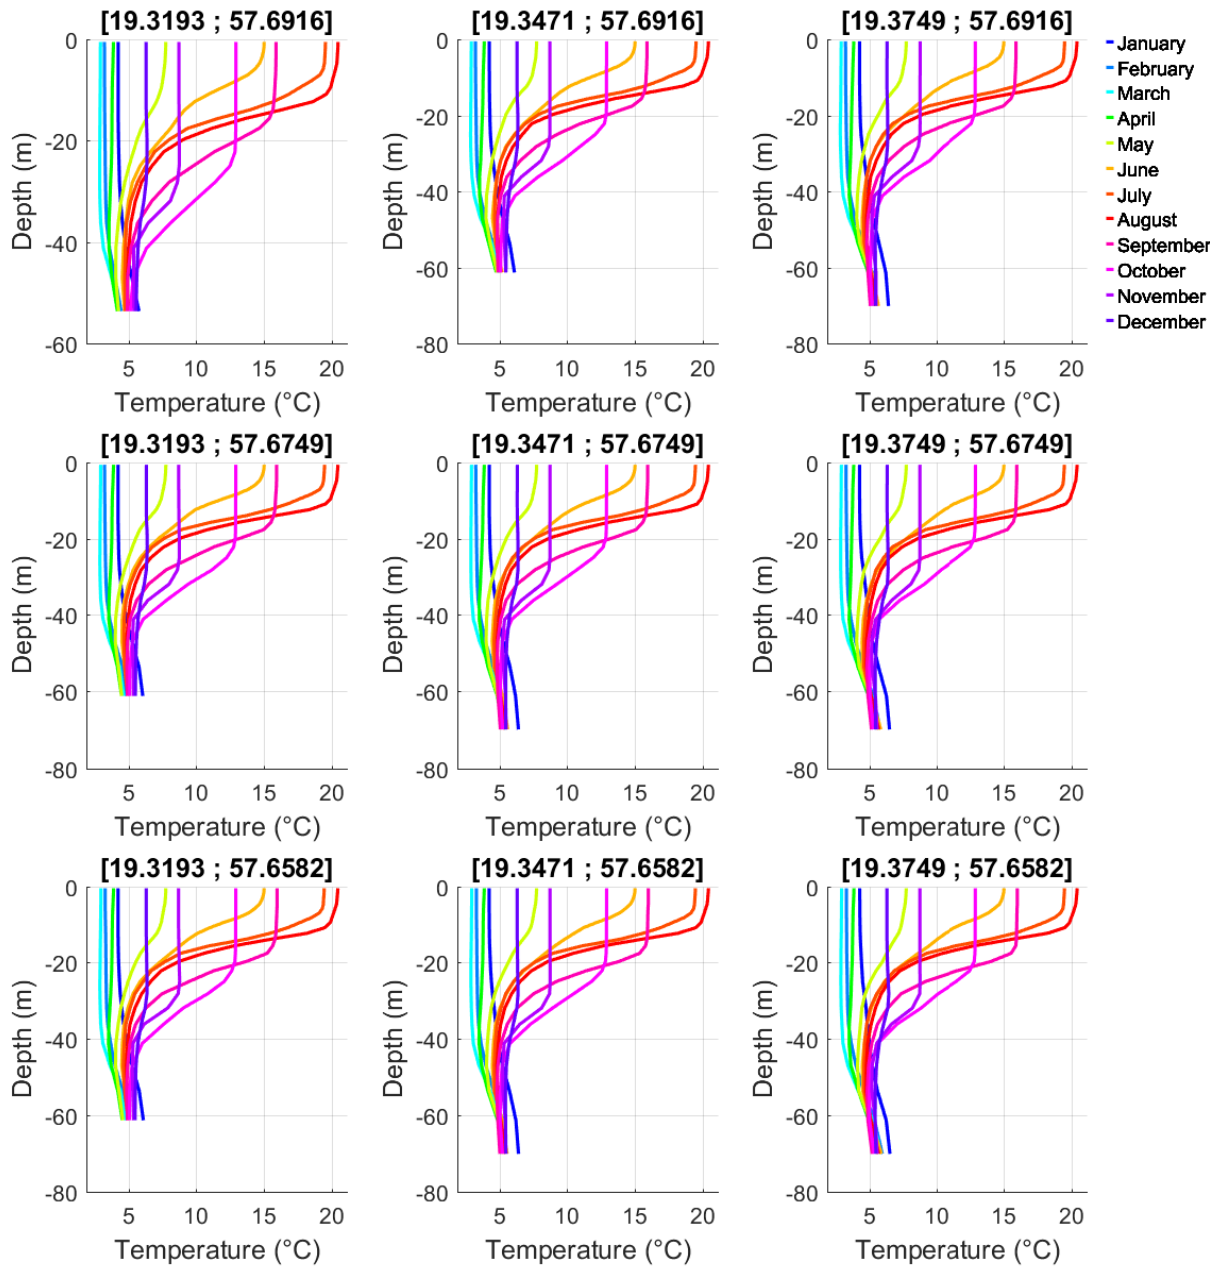 [19.3193 ; 57.6916]
[19.3471 ; 57.6916]
[19.3749 ; 57.6916]
January
February
March
April
May
June
July
August
September
October
November
December
0
-20
-40
-60
Depth (m)
5 10 15 20
Temperature (°C)
0
-20
-40
-60
-80
Depth (m)
5 10 15 20
Temperature (°C)
0
-20
-40
-60
-80
Depth (m)
5 10 15 20
Temperature (°C)
[19.3193 ; 57.6749]
0
-20
-40
-60
-80
Depth (m)
5 10 15 20
Temperature (°C)
[19.3471 ; 57.6749]
0
-20
-40
-60
-80
Depth (m)
5 10 15 20
Temperature (°C)
[19.3749 ; 57.6749]
0
-20
-40
-60
-80
Depth (m)
5 10 15 20
Temperature (°C)
[19.3193 ; 57.6582]
0
-20
-40
-60
-80
Depth (m)
5 10 15 20
Temperature (°C)
[19.3471 ; 57.6582]
0
-20
-40
-60
-80
Depth (m)
5 10 15 20
Temperature (°C)
[19.3749 ; 57.6582]
0
-20
-40
-60
-80
Depth (m)
5 10 15 20
Temperature (°C)